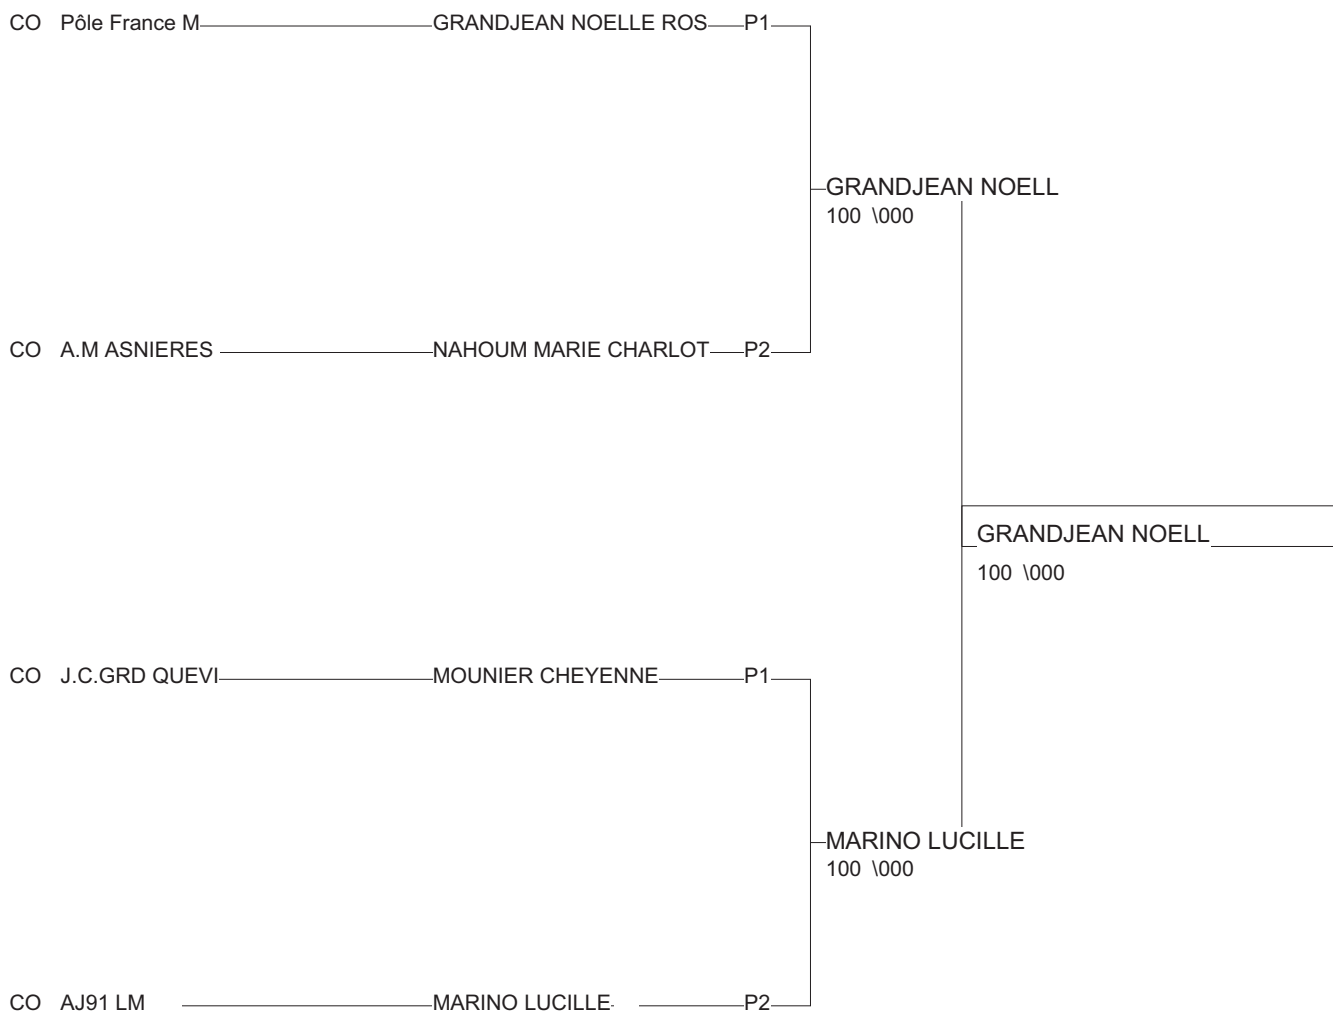 CO Pôle France M GRANDJEAN NOELLE ROS P1
GRANDJEAN NOELL
100 \000
CO A.M ASNIERES NAHOUM MARIE CHARLOT P2
GRANDJEAN NOELL
100 \000
CO J.C.GRD QUEVI MOUNIER CHEYENNE P1
MARINO LUCILLE
100 \000
CO AJ91 LM MARINO LUCILLE P2